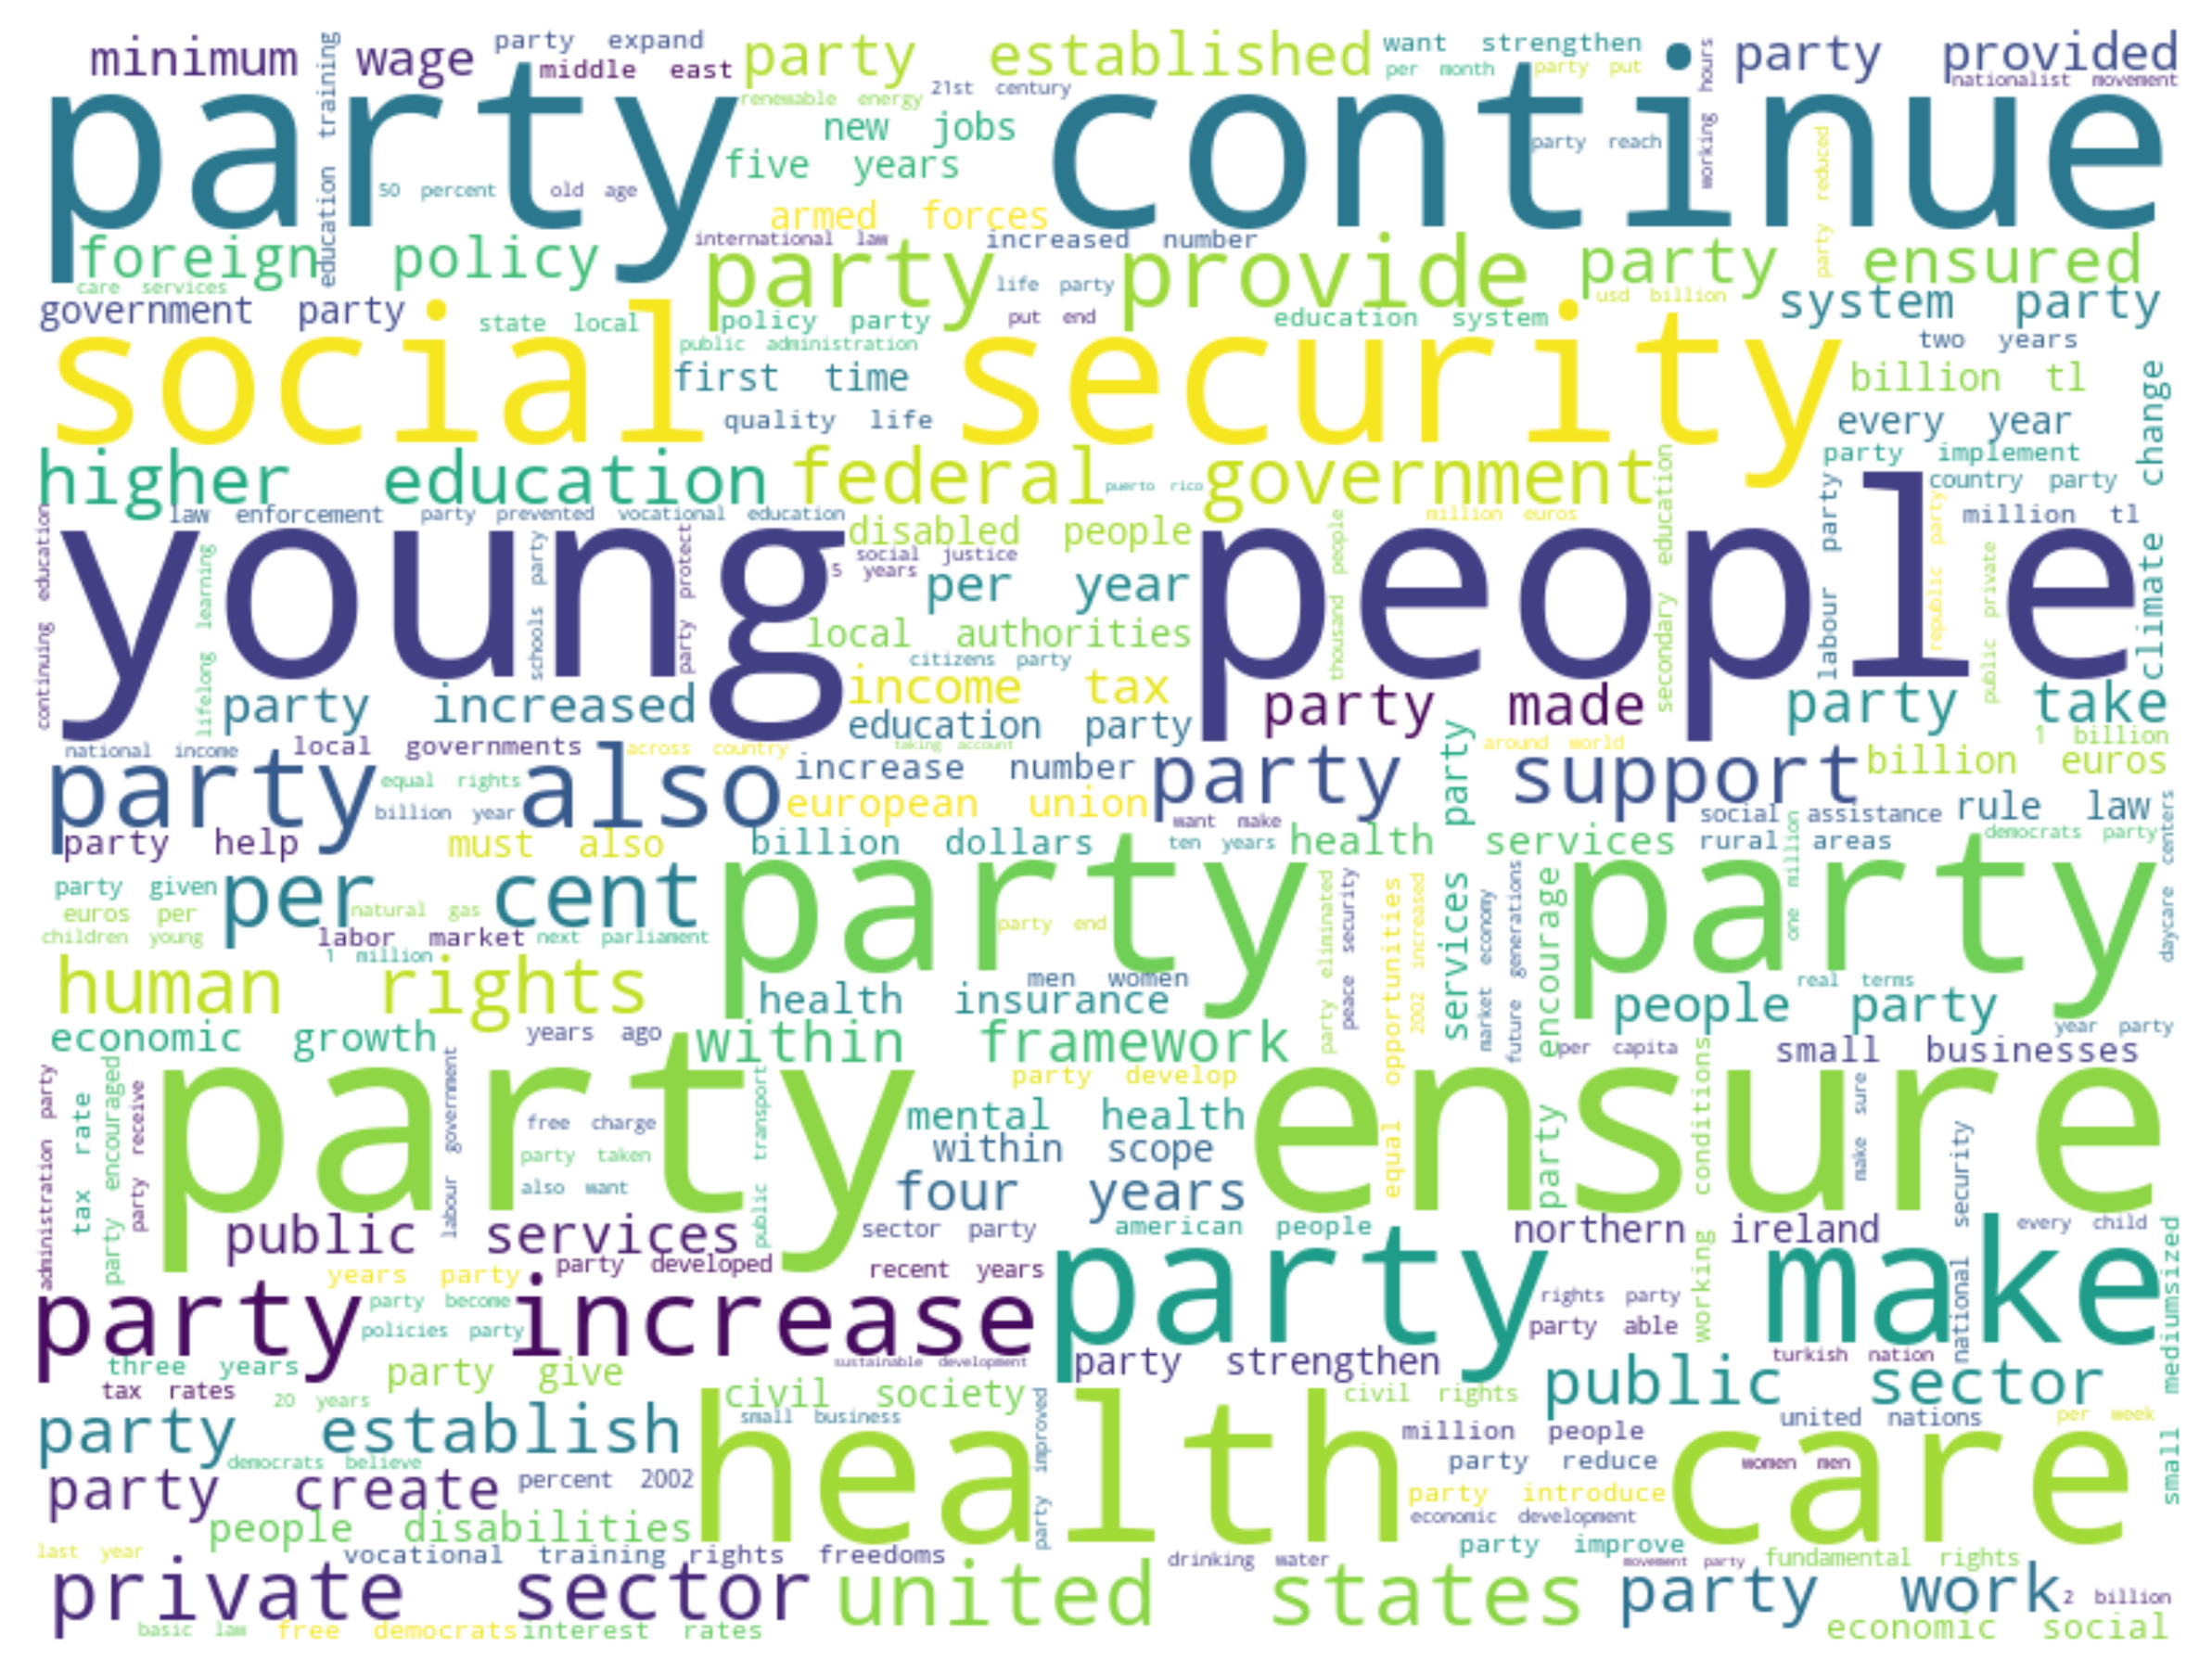 minimum wage
party expand
party established
want strengthen
party provided
middle east
per month
party put
nationalist movement
education training
working hours
party continue
renewable energy
21st century
new jobs
five years
party reach
party reduced
50 percent
old age
armed forces
foreign policy
international law
increased number
party provide
party ensured
care services
life party
usd billion
system party
government party
state local
policy party
put end
education system
public administration
two years
social security
first time
billion tl
climate change
quality life
every year
higher education
federal government
puerto rico
party implement
country party
law enforcement
party prevented
vocational education
million euros
million tl
young people
disabled people
social justice
5 years
per year
continuing education
lifelong learning
schools party
party protect
thousand people
secondary education
labour party
republic party
public private
local authorities
citizens party
income tax
party increased
education party
party made
party take
national income
local governments
across country
taking account
around world
1 billion
party also
equal rights
billion year
increase number
european union
party support
billion euros
services party
want make
social assistance
rule law
party help
must also
billion dollars
ten years
health services
rural areas
democrats party
daycare centers
party given
per cent
euros per
natural gas
children young
labor market
next parliament
1 million
party party
party end
party eliminated
peace security
equal opportunities
2002 increased
market economy
future generations
party encourage
one million
human rights
men women
health insurance
real terms
people party
economic growth
years ago
within framework
year party
per capita
small businesses
party develop
party ensure
administration party
tax rate
party encouraged
party receive
labour government
public transport
free charge
mental health
party taken
within scope
also want
four years
working conditions
make sure
national security
public services
sector party
american people
northern ireland
every child
small mediumsized
years party
party developed
recent years
party make
party increase
party become
policies party
rights party
party able
three years
party give
sustainable development
party strengthen
turkish nation
tax rates
20 years
civil society
civil rights
public sector
party establish
small business
party improved
million people
united nations
per week
democrats believe
health care
party reduce
women men
party create
percent 2002
party introduce
economic development
people disabilities
party improve
last year
vocational training
rights freedoms
drinking water
movement party
fundamental rights
private sector
united states
party work
2 billion
basic law
free democrats
interest rates
economic social